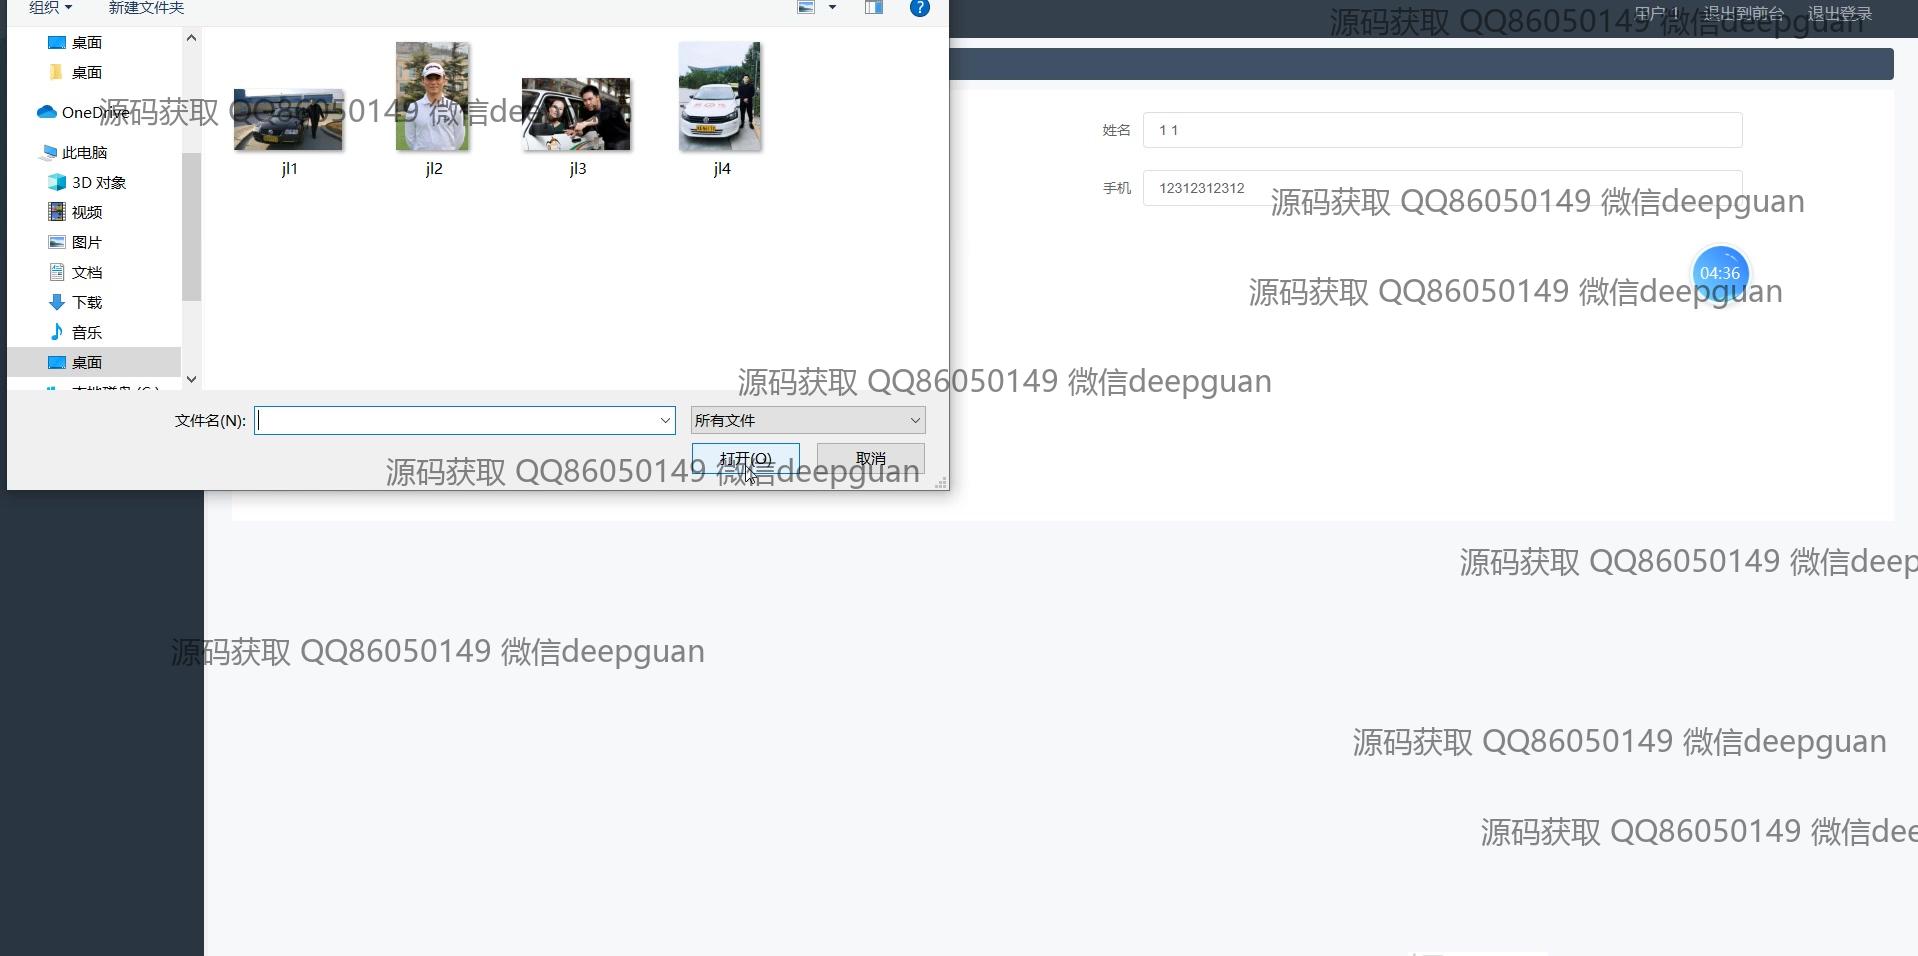 组织 新建文件夹
用户 1 退出到前台 退出登录
源码获取 QQ86050149 微信deepguan
桌面
桌面
OneDrive
源码获取 QQ86050149 微信deep
此电脑
3D 对象
视频
图片
文档
下载
音乐
桌面
jl1 jl2 jl3 jl4
姓名 1 1
手机 12312312312
源码获取 QQ86050149 微信deepguan
04:36
源码获取 QQ86050149 微信deepguan
源码获取 QQ86050149 微信deepguan
文件名(N): 所有文件
打开(O) 取消
源码获取 QQ86050149 微信deepguan
源码获取 QQ86050149 微信deep
源码获取 QQ86050149 微信deepguan
源码获取 QQ86050149 微信deepguan
源码获取 QQ86050149 微信dee